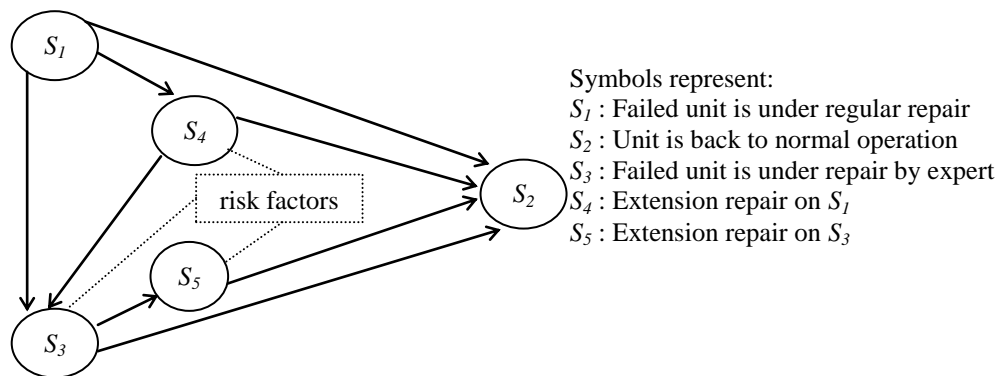 S1
S4
risk factors
S2
S5
S3
Symbols represent:
S1 : Failed unit is under regular repair
S2 : Unit is back to normal operation
S3 : Failed unit is under repair by expert
S4 : Extension repair on S1
S5 : Extension repair on S3